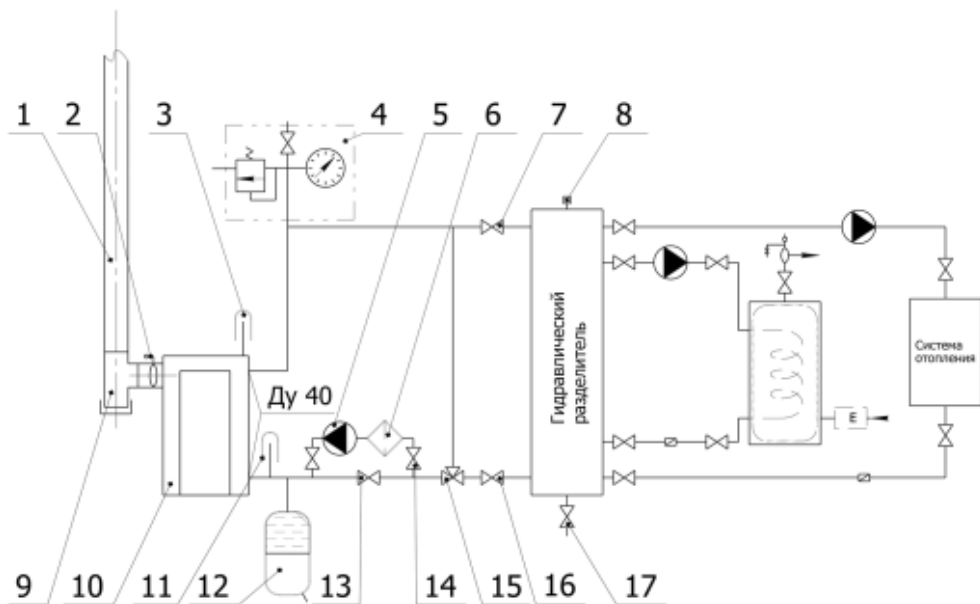 1 2 3 4 5 6 7 8
Гидравлический
разделитель
Система
отопления
Ду 40
E
9 10 11 12 13 14 15 16 17